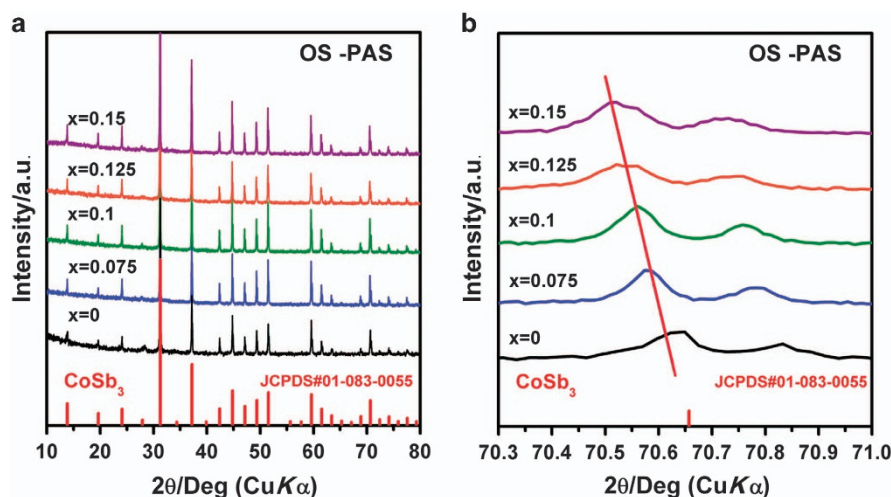 a
OS -PAS
x=0.15
x=0.125
x=0.1
x=0.075
x=0
CoSb3
JCPDS#01-083-0055
Intensity/a.u.
10 20 30 40 50 60 70 80
2θ/Deg (CuKα)
b
OS -PAS
x=0.15
x=0.125
x=0.1
x=0.075
x=0
CoSb3
JCPDS#01-083-0055
Intensity/a.u.
70.3 70.4 70.5 70.6 70.7 70.8 70.9 71.0
2θ/Deg (CuKα)